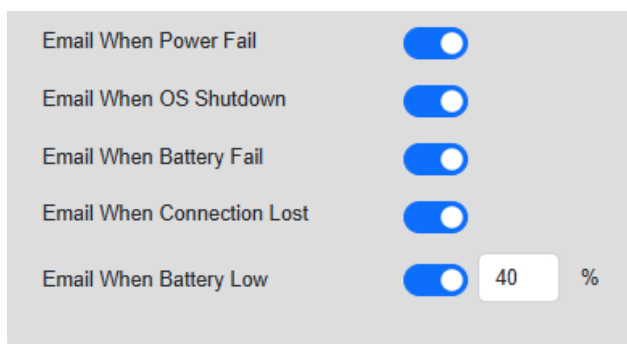 Email When Power Fail
Email When OS Shutdown
Email When Battery Fail
Email When Connection Lost
Email When Battery Low 40 %